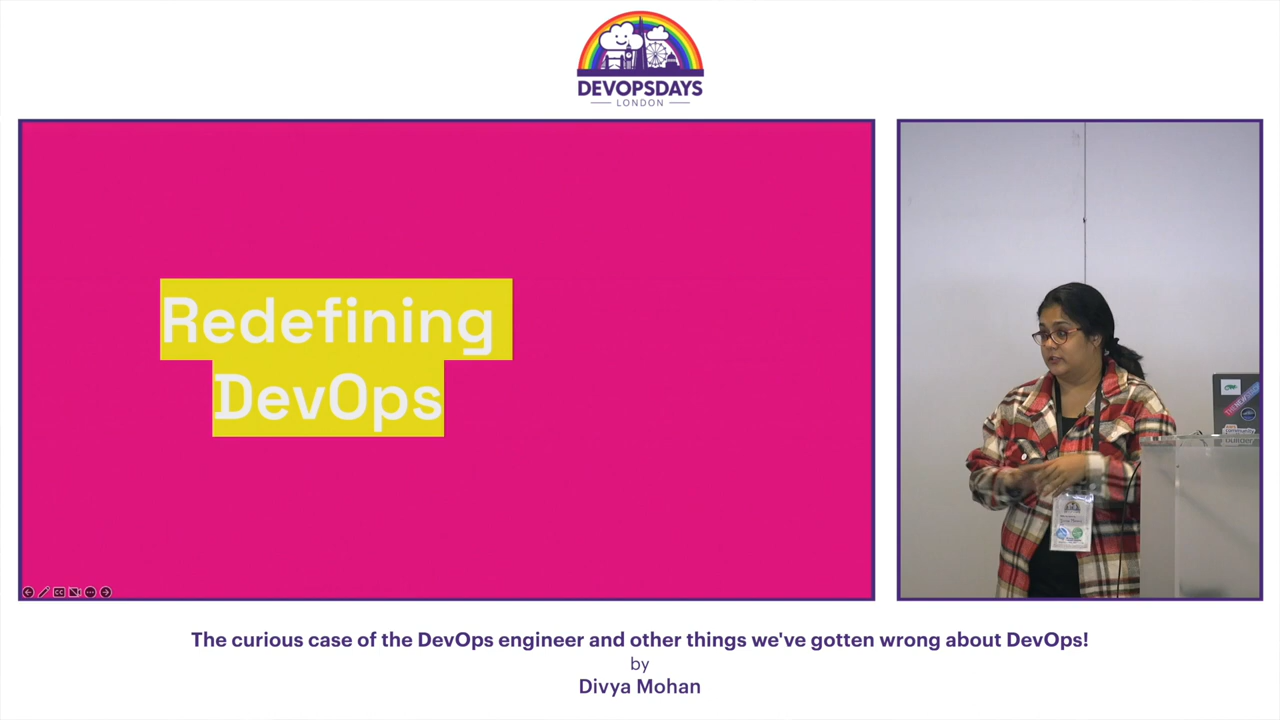 DEVOPSDAYS
LONDON
Redefining
DevOps
CC
The curious case of the DevOps engineer and other things we've gotten wrong about DevOps!
by
Divya Mohan